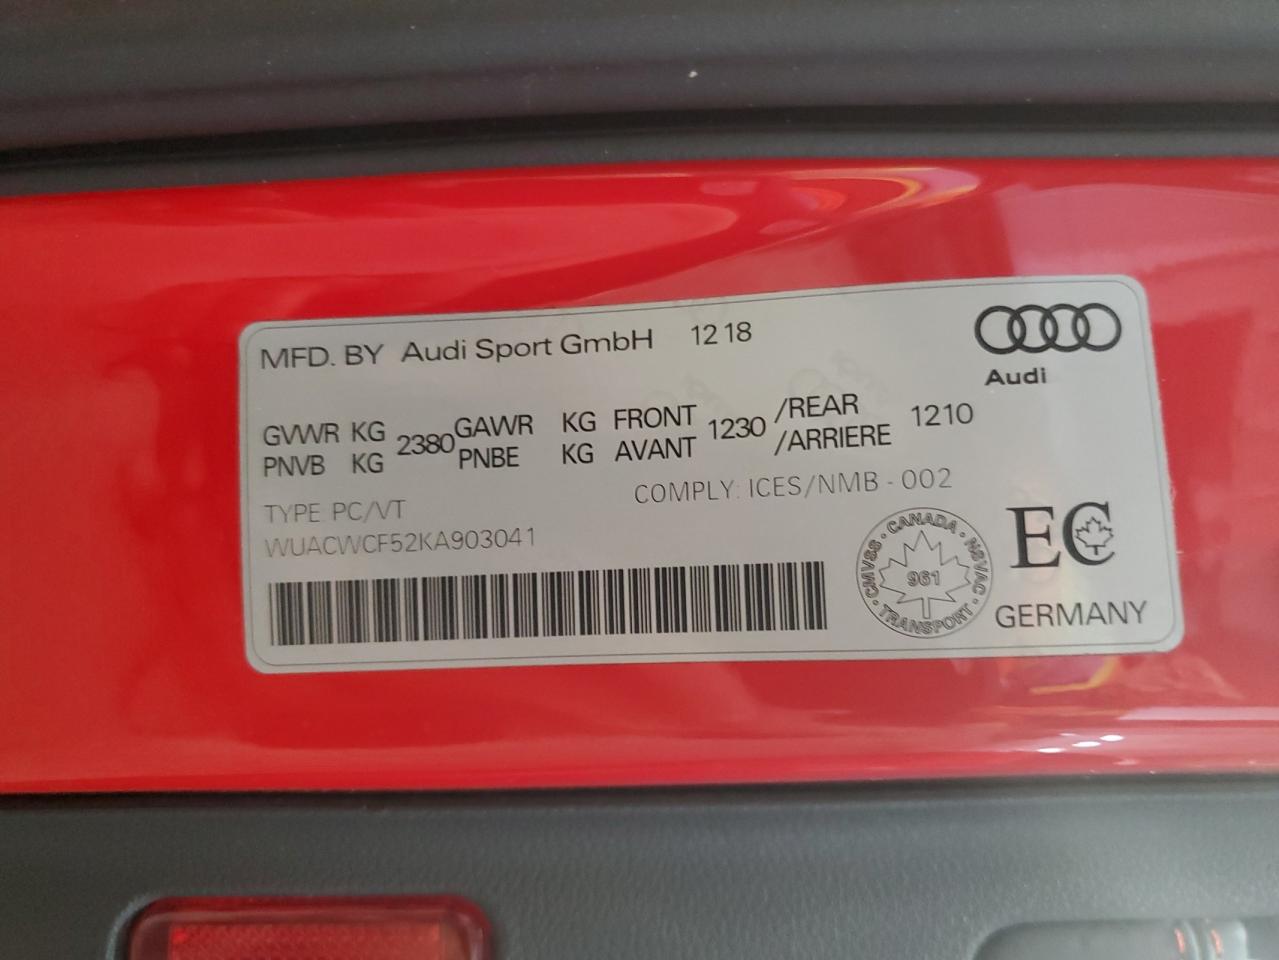 MFD. BY Audi Sport GmbH 12 18
Audi
GVWR KG 2380 GAWR KG FRONT 1230 /REAR 1210
PNVB KG PNBE KG AVANT /ARRIERE
TYPE PC/VT COMPLY: ICES/NMB - 002
WUACWCF52KA903041
CANADA · NSVAC · TRANSPORT · CMVSS ·
961
EC
GERMANY